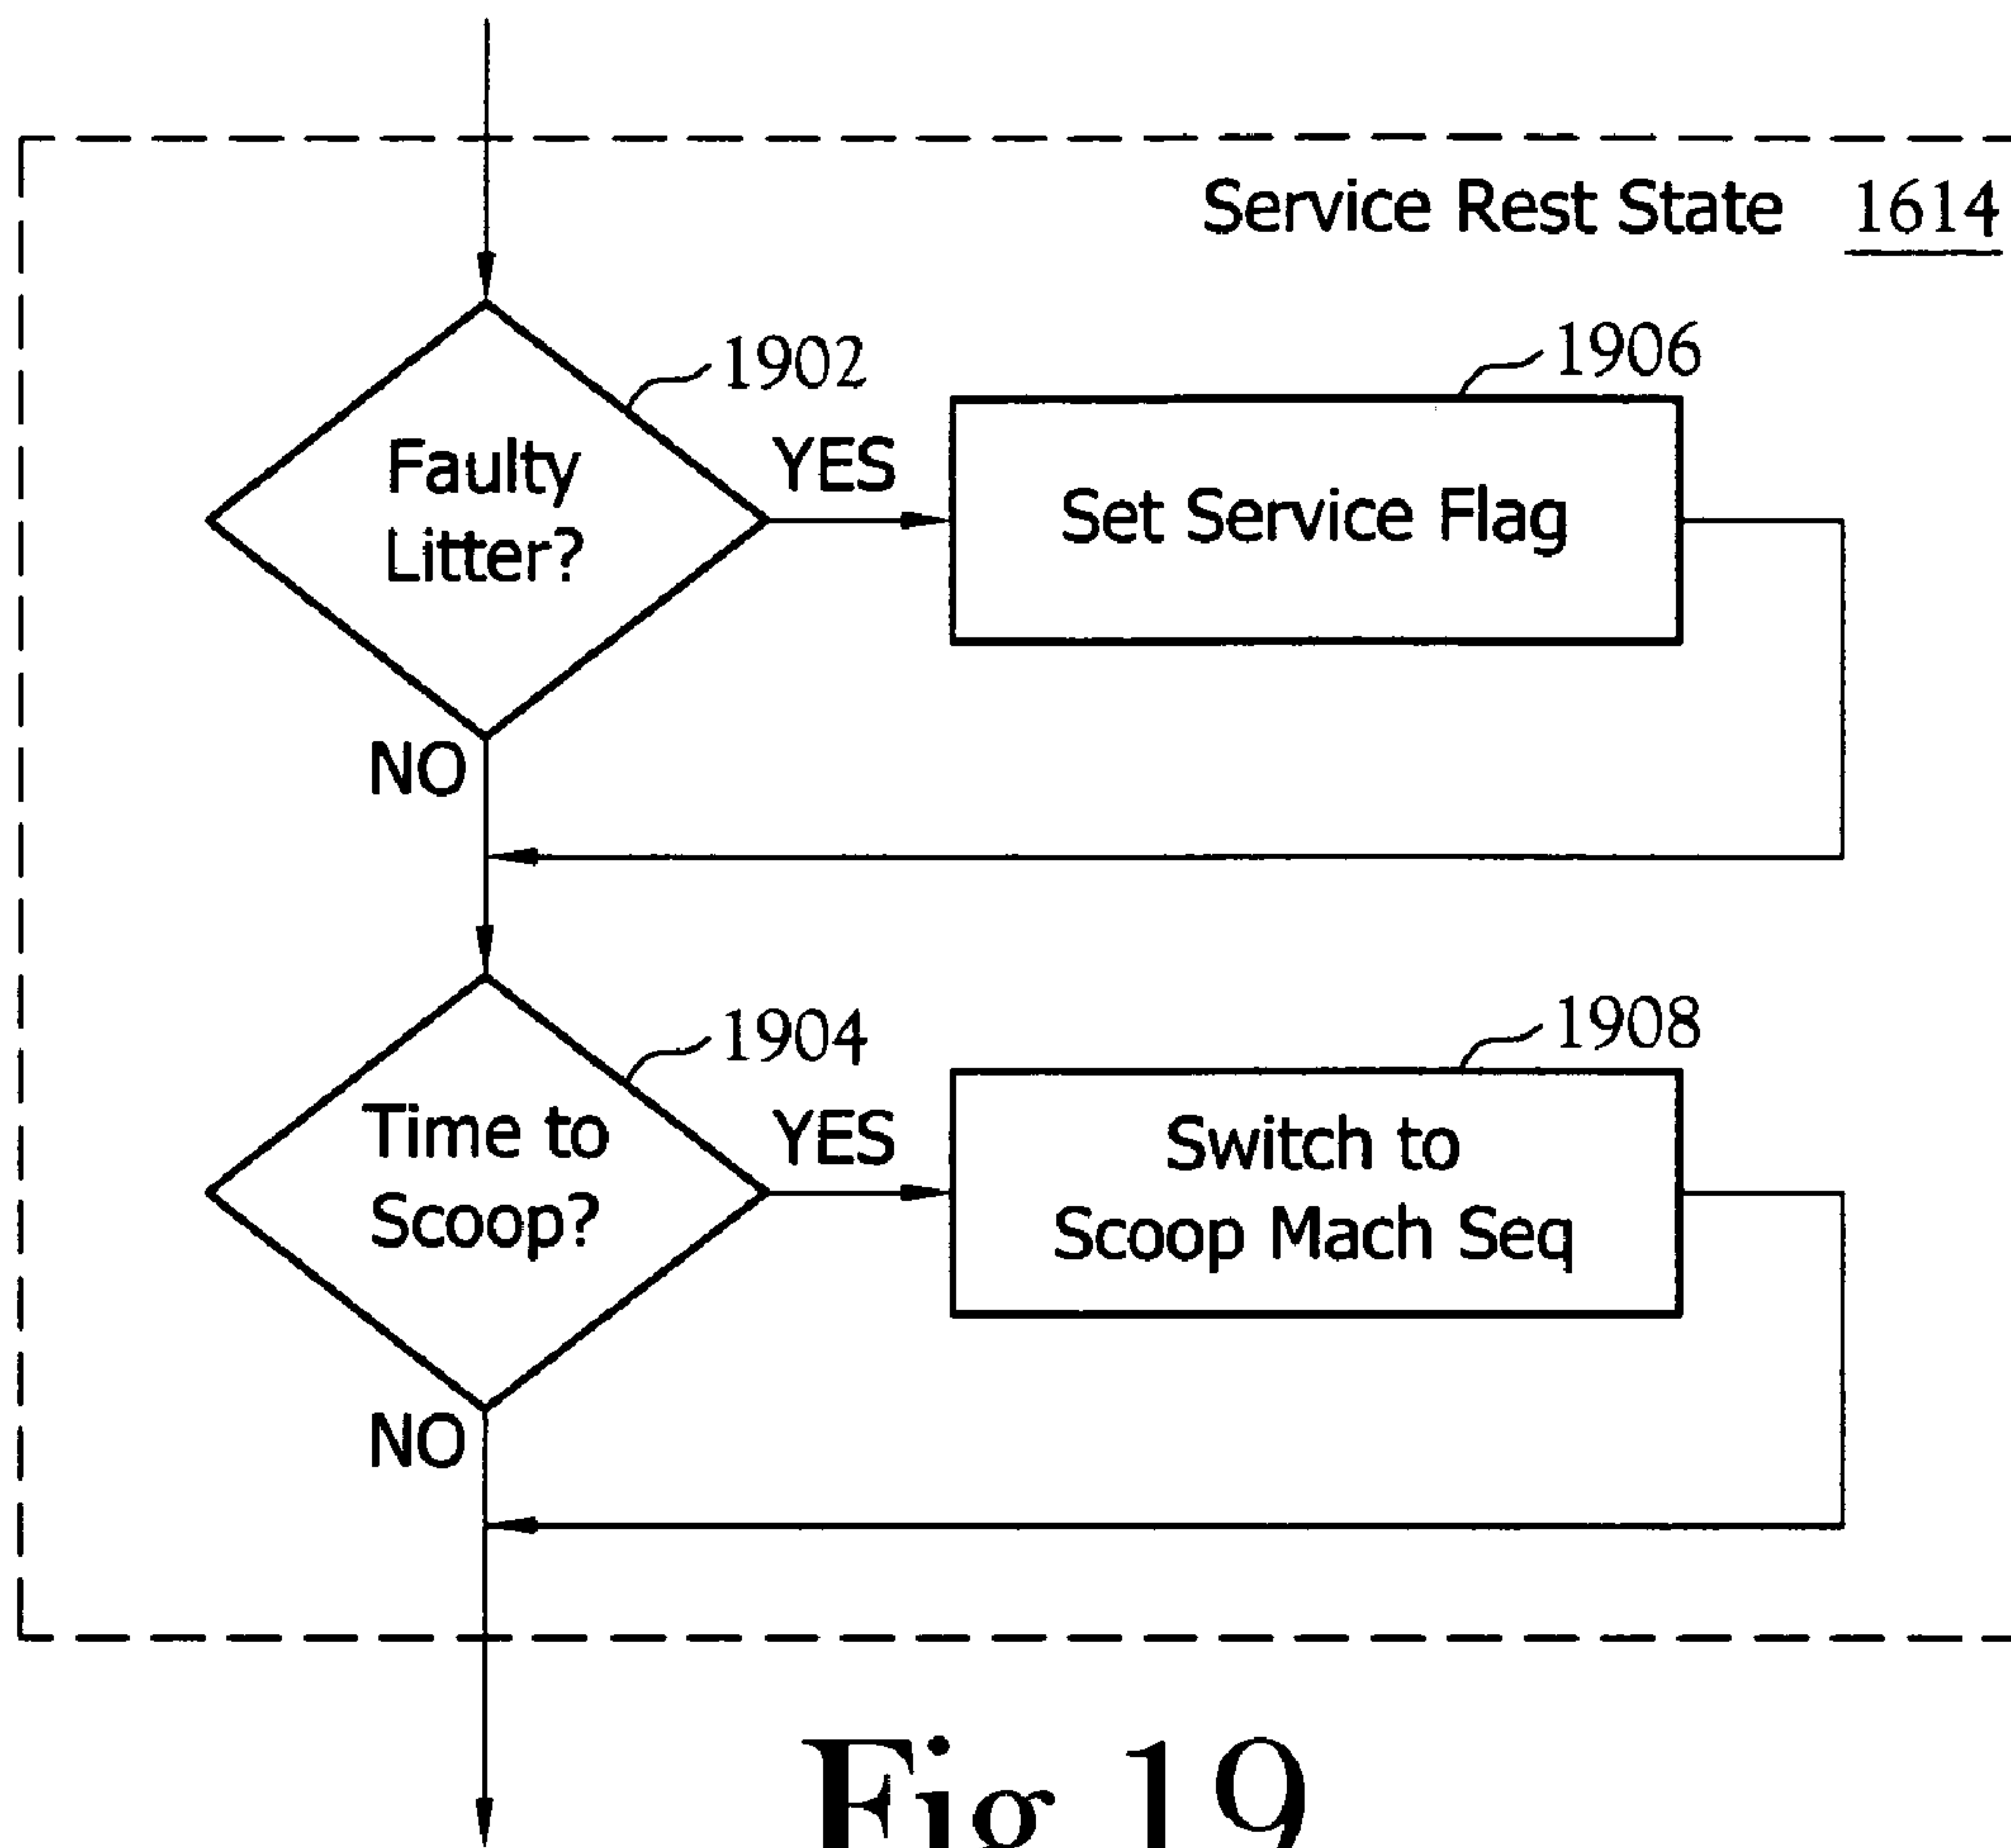 Service Rest State 1614
1902
1906
Faulty
Litter?
YES
Set Service Flag
NO
1904
1908
Time to
Scoop?
YES
Switch to
Scoop Mach Seq
NO
Fig 19